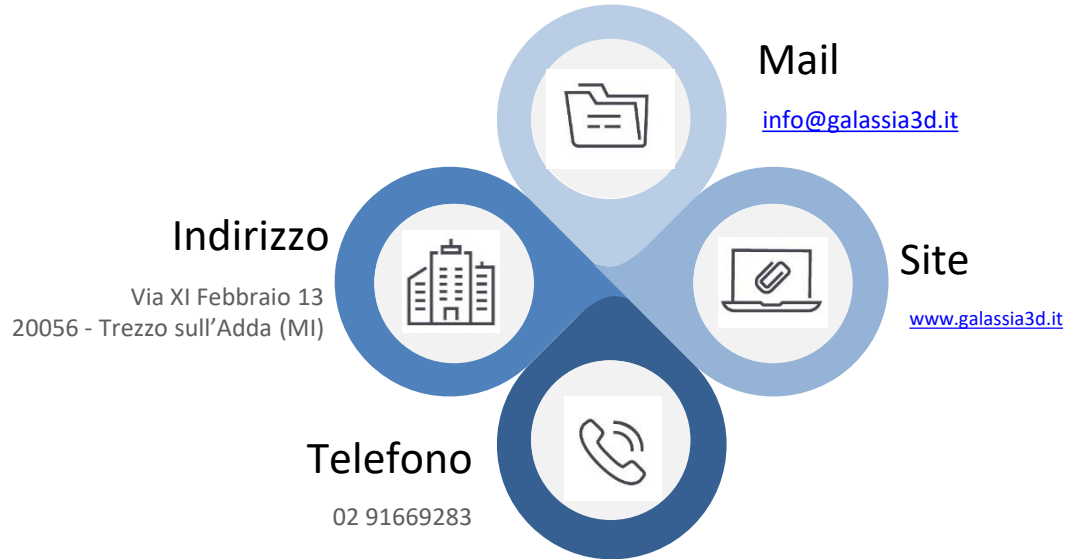 Mail
info@galassia3d.it
Indirizzo
Via XI Febbraio 13
20056 - Trezzo sull’Adda (MI)
Site
www.galassia3d.it
Telefono
02 91669283